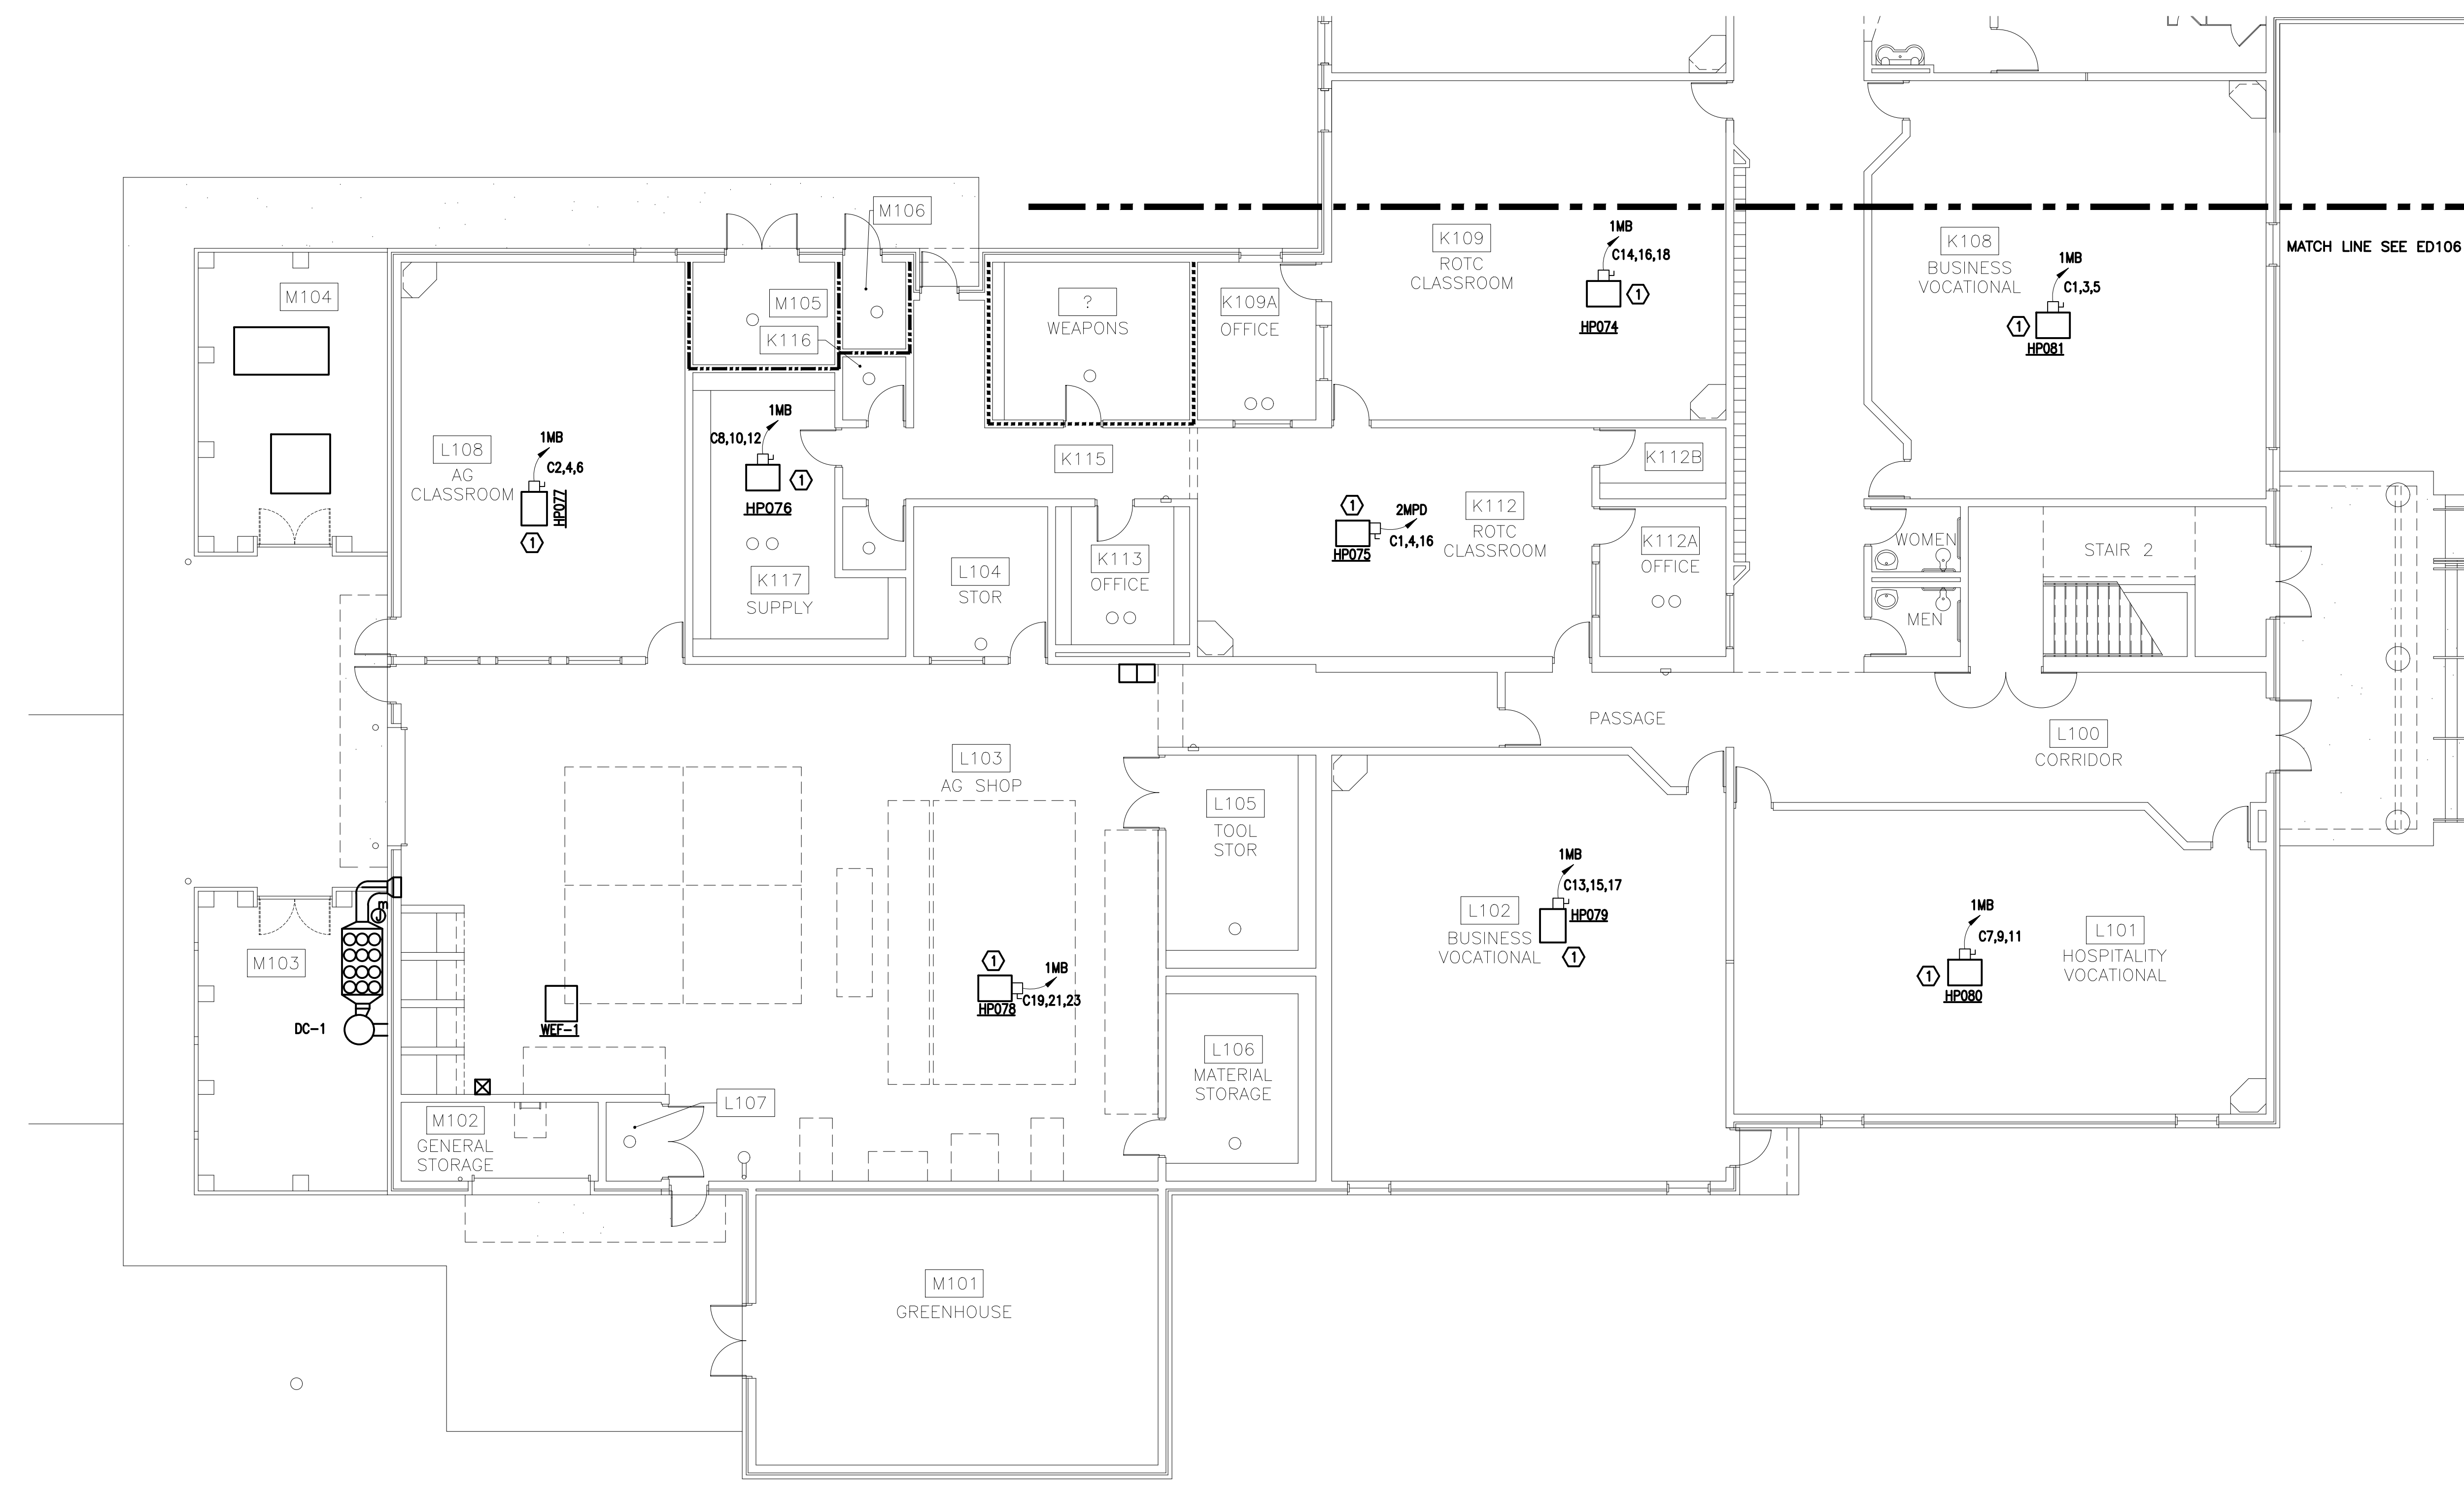 M106
K109
ROTC
CLASSROOM
1MB
C14,16,18
1
HP074
K108
BUSINESS
VOCATIONAL
1MB
C1,3,5
1
HP081
MATCH LINE SEE ED106
M104
M105
K116
?
WEAPONS
K109A
OFFICE
L108
AG
CLASSROOM
1MB
C2,4,6
HP077
1
1MB
C8,10,12
1
HP076
K117
SUPPLY
K115
L104
STOR
K113
OFFICE
1
2MPD
C1,4,16
HP075
K112
ROTC
CLASSROOM
K112B
K112A
OFFICE
WOMEN
MEN
STAIR 2
PASSAGE
L100
CORRIDOR
L103
AG SHOP
L105
TOOL
STOR
1MB
C13,15,17
HP079
1
L102
BUSINESS
VOCATIONAL
1MB
C7,9,11
1
HP080
L101
HOSPITALITY
VOCATIONAL
M103
m
J
DC-1
WEF-1
1
1MB
C19,21,23
HP078
L106
MATERIAL
STORAGE
M102
GENERAL
STORAGE
L107
M101
GREENHOUSE